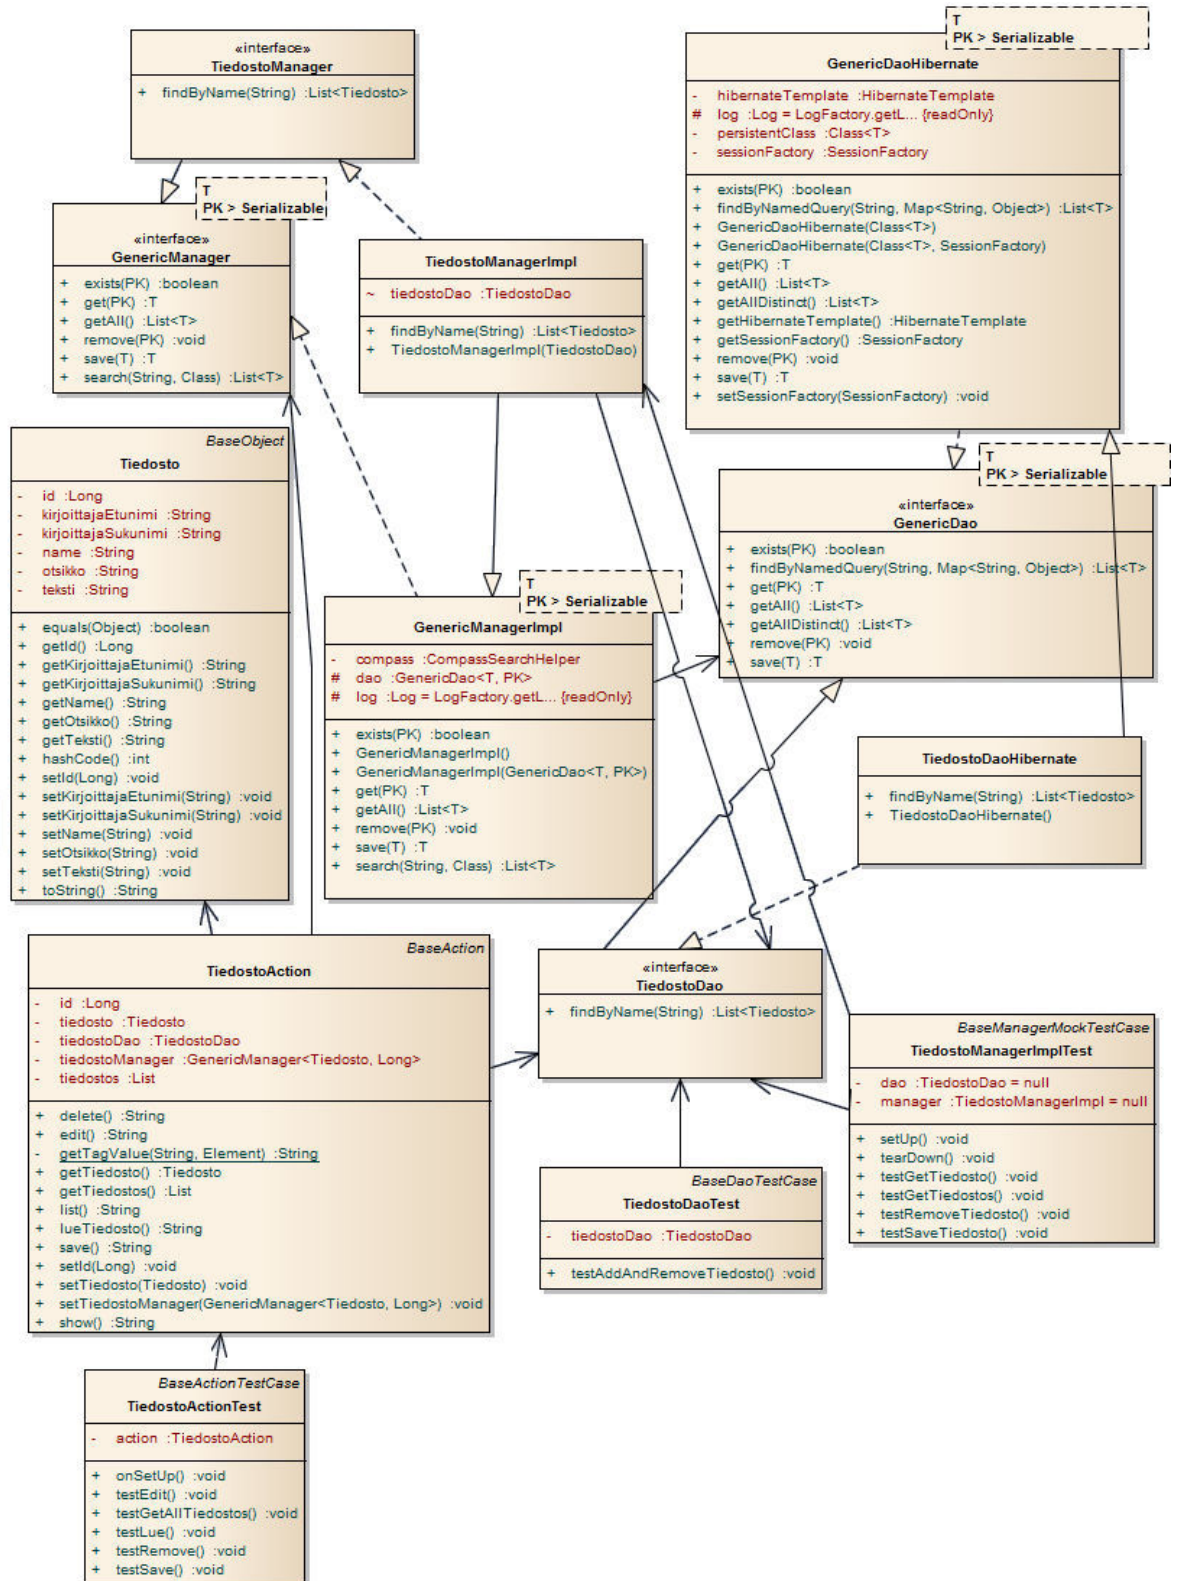 «interface»
TiedostoManager
+ findByName(String) :List<Tiedosto>
T
PK > Serializable
GenericDaoHibernate
- hibernateTemplate :HibernateTemplate
# log :Log = LogFactory.getL... {readOnly}
- persistentClass :Class<T>
- sessionFactory :SessionFactory
+ exists(PK) :boolean
+ findByNamedQuery(String, Map<String, Object>) :List<T>
+ GenericDaoHibernate(Class<T>)
+ GenericDaoHibernate(Class<T>, SessionFactory)
+ get(PK) :T
+ getAll() :List<T>
+ getAllDistinct() :List<T>
+ getHibernateTemplate() :HibernateTemplate
+ getSessionFactory() :SessionFactory
+ remove(PK) :void
+ save(T) :T
+ setSessionFactory(SessionFactory) :void
T
PK > Serializable
«interface»
GenericManager
+ exists(PK) :boolean
+ get(PK) :T
+ getAll() :List<T>
+ remove(PK) :void
+ save(T) :T
+ search(String, Class) :List<T>
TiedostoManagerImpl
~ tiedostoDao :TiedostoDao
+ findByName(String) :List<Tiedosto>
+ TiedostoManagerImpl(TiedostoDao)
BaseObject
Tiedosto
- id :Long
- kirjoittajaEtunimi :String
- kirjoittajaSukunimi :String
- name :String
- otsikko :String
- teksti :String
+ equals(Object) :boolean
+ getId() :Long
+ getKirjoittajaEtunimi() :String
+ getKirjoittajaSukunimi() :String
+ getName() :String
+ getOtsikko() :String
+ getTeksti() :String
+ hashCode() :int
+ setId(Long) :void
+ setKirjoittajaEtunimi(String) :void
+ setKirjoittajaSukunimi(String) :void
+ setName(String) :void
+ setOtsikko(String) :void
+ setTeksti(String) :void
+ toString() :String
T
PK > Serializable
«interface»
GenericDao
+ exists(PK) :boolean
+ findByNamedQuery(String, Map<String, Object>) :List<T>
+ get(PK) :T
+ getAll() :List<T>
+ getAllDistinct() :List<T>
+ remove(PK) :void
+ save(T) :T
T
PK > Serializable
GenericManagerImpl
- compass :CompassSearchHelper
# dao :GenericDao<T, PK>
# log :Log = LogFactory.getL... {readOnly}
+ exists(PK) :boolean
+ GenericManagerImpl()
+ GenericManagerImpl(GenericDao<T, PK>)
+ get(PK) :T
+ getAll() :List<T>
+ remove(PK) :void
+ save(T) :T
+ search(String, Class) :List<T>
TiedostoDaoHibernate
+ findByName(String) :List<Tiedosto>
+ TiedostoDaoHibernate()
BaseAction
TiedostoAction
- id :Long
- tiedosto :Tiedosto
- tiedostoDao :TiedostoDao
- tiedostoManager :GenericManager<Tiedosto, Long>
- tiedostos :List
+ delete() :String
+ edit() :String
- getTagValue(String, Element) :String
+ getTiedosto() :Tiedosto
+ getTiedostos() :List
+ list() :String
+ lueTiedosto() :String
+ save() :String
+ setId(Long) :void
+ setTiedosto(Tiedosto) :void
+ setTiedostoManager(GenericManager<Tiedosto, Long>) :void
+ show() :String
«interface»
TiedostoDao
+ findByName(String) :List<Tiedosto>
BaseManagerMockTestCase
TiedostoManagerImplTest
- dao :TiedostoDao = null
- manager :TiedostoManagerImpl = null
+ setUp() :void
+ tearDown() :void
+ testGetTiedosto() :void
+ testGetTiedostos() :void
+ testRemoveTiedosto() :void
+ testSaveTiedosto() :void
BaseDaoTestCase
TiedostoDaoTest
- tiedostoDao :TiedostoDao
+ testAddAndRemoveTiedosto() :void
BaseActionTestCase
TiedostoActionTest
- action :TiedostoAction
+ onSetUp() :void
+ testEdit() :void
+ testGetAllTiedostos() :void
+ testLue() :void
+ testRemove() :void
+ testSave() :void